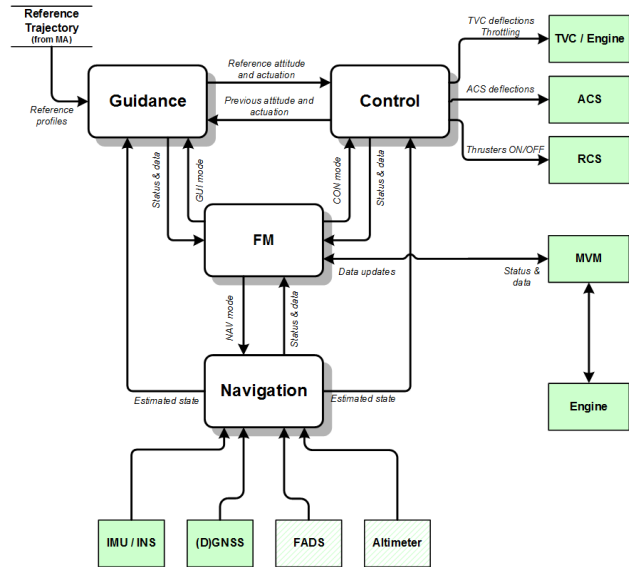 Reference
Trajectory
(from MA)
Reference
profiles
Guidance
Reference attitude
and actuation
Previous attitude and
actuation
Control
TVC deflections
Throttling
TVC / Engine
ACS deflections
ACS
Thrusters ON/OFF
RCS
Status & data
GUI mode
CON mode
Status & data
FM
Data updates
Status &
data
MVM
NAV mode
Status & data
Navigation
Estimated state
Estimated state
Engine
IMU / INS
(D)GNSS
FADS
Altimeter